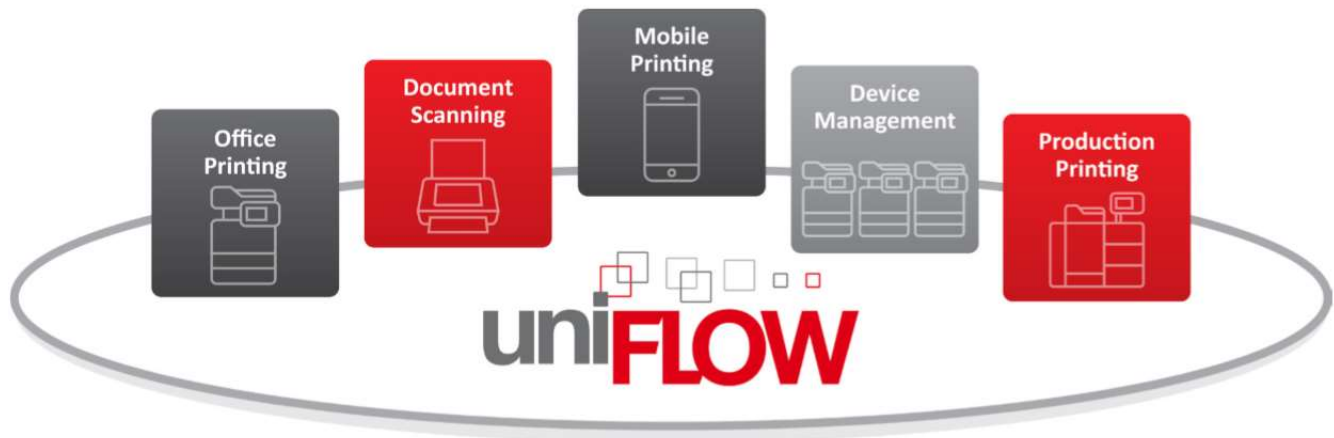 Office
Printing
Document
Scanning
Mobile
Printing
Device
Management
Production
Printing
uniFLOW